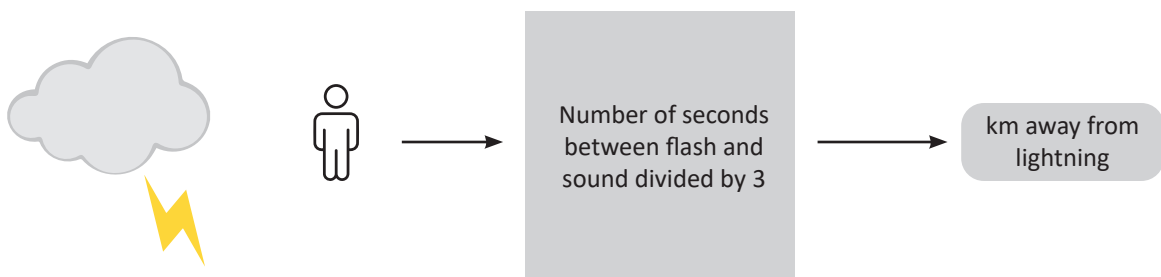 Number of seconds
between flash and
sound divided by 3
km away from
lightning